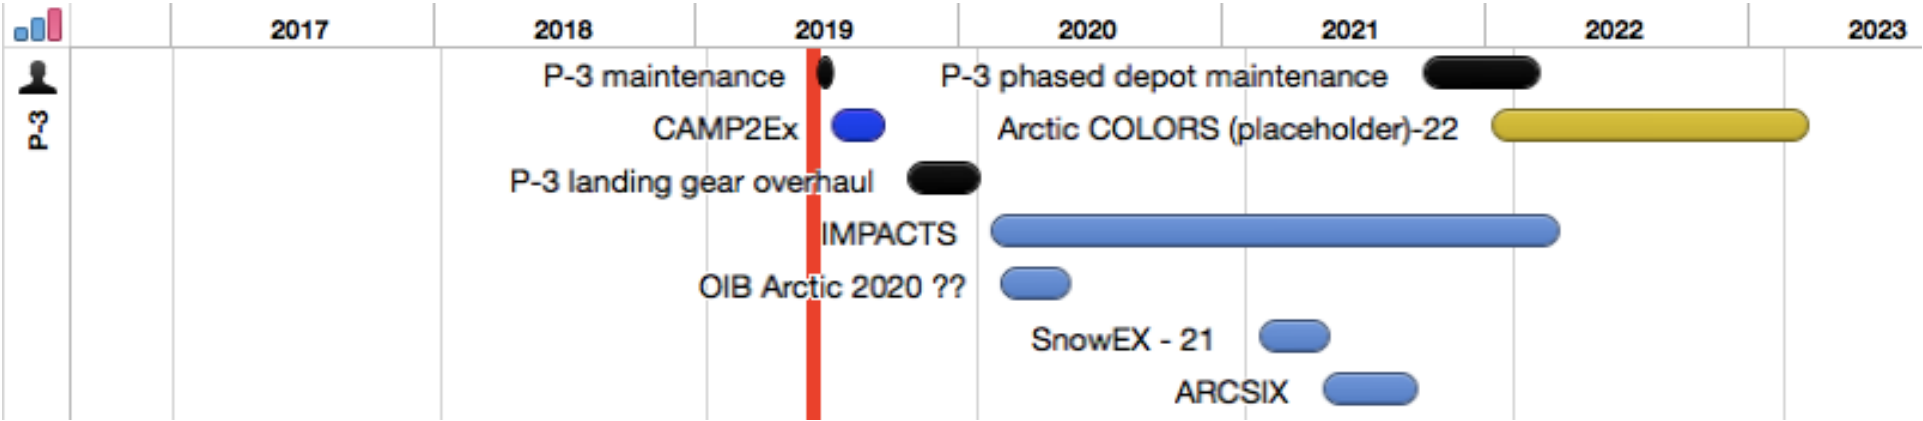 2017 2018 2019 2020 2021 2022 2023
P-3
P-3 maintenance P-3 phased depot maintenance
CAMP2Ex Arctic COLORS (placeholder)-22
P-3 landing gear overhaul
IMPACTS
OIB Arctic 2020 ??
SnowEX - 21
ARCSIX